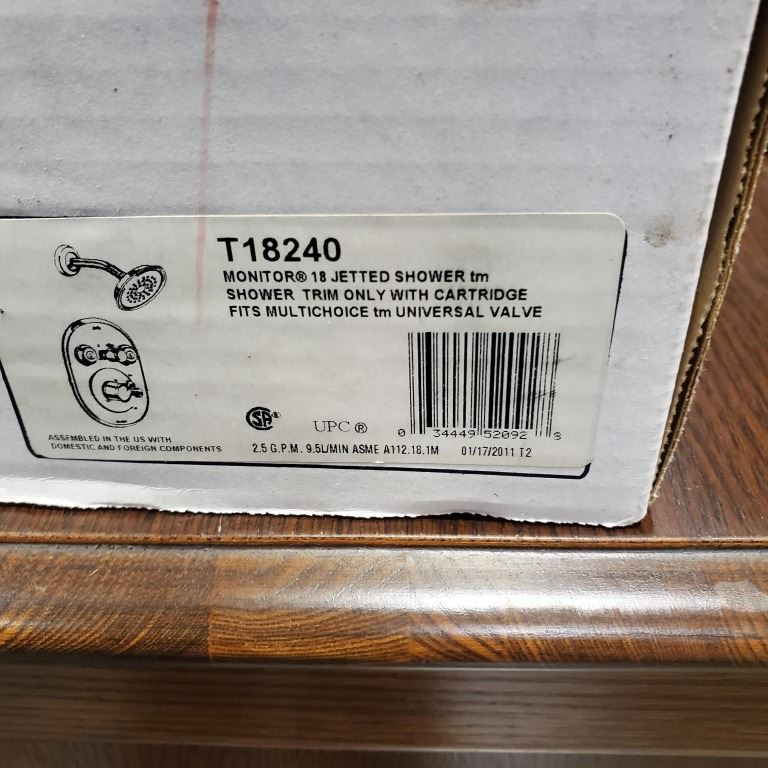 T18240
MONITOR® 18 JETTED SHOWER tm
SHOWER TRIM ONLY WITH CARTRIDGE
FITS MULTICHOICE tm UNIVERSAL VALVE
SA®
UPC®
0 34449 52092 3
ASSEMBLED IN THE US WITH
DOMESTIC AND FOREIGN COMPONENTS
2.5 G.P.M. 9.5L/MIN ASME A112.18.1M 01/17/2011 T2